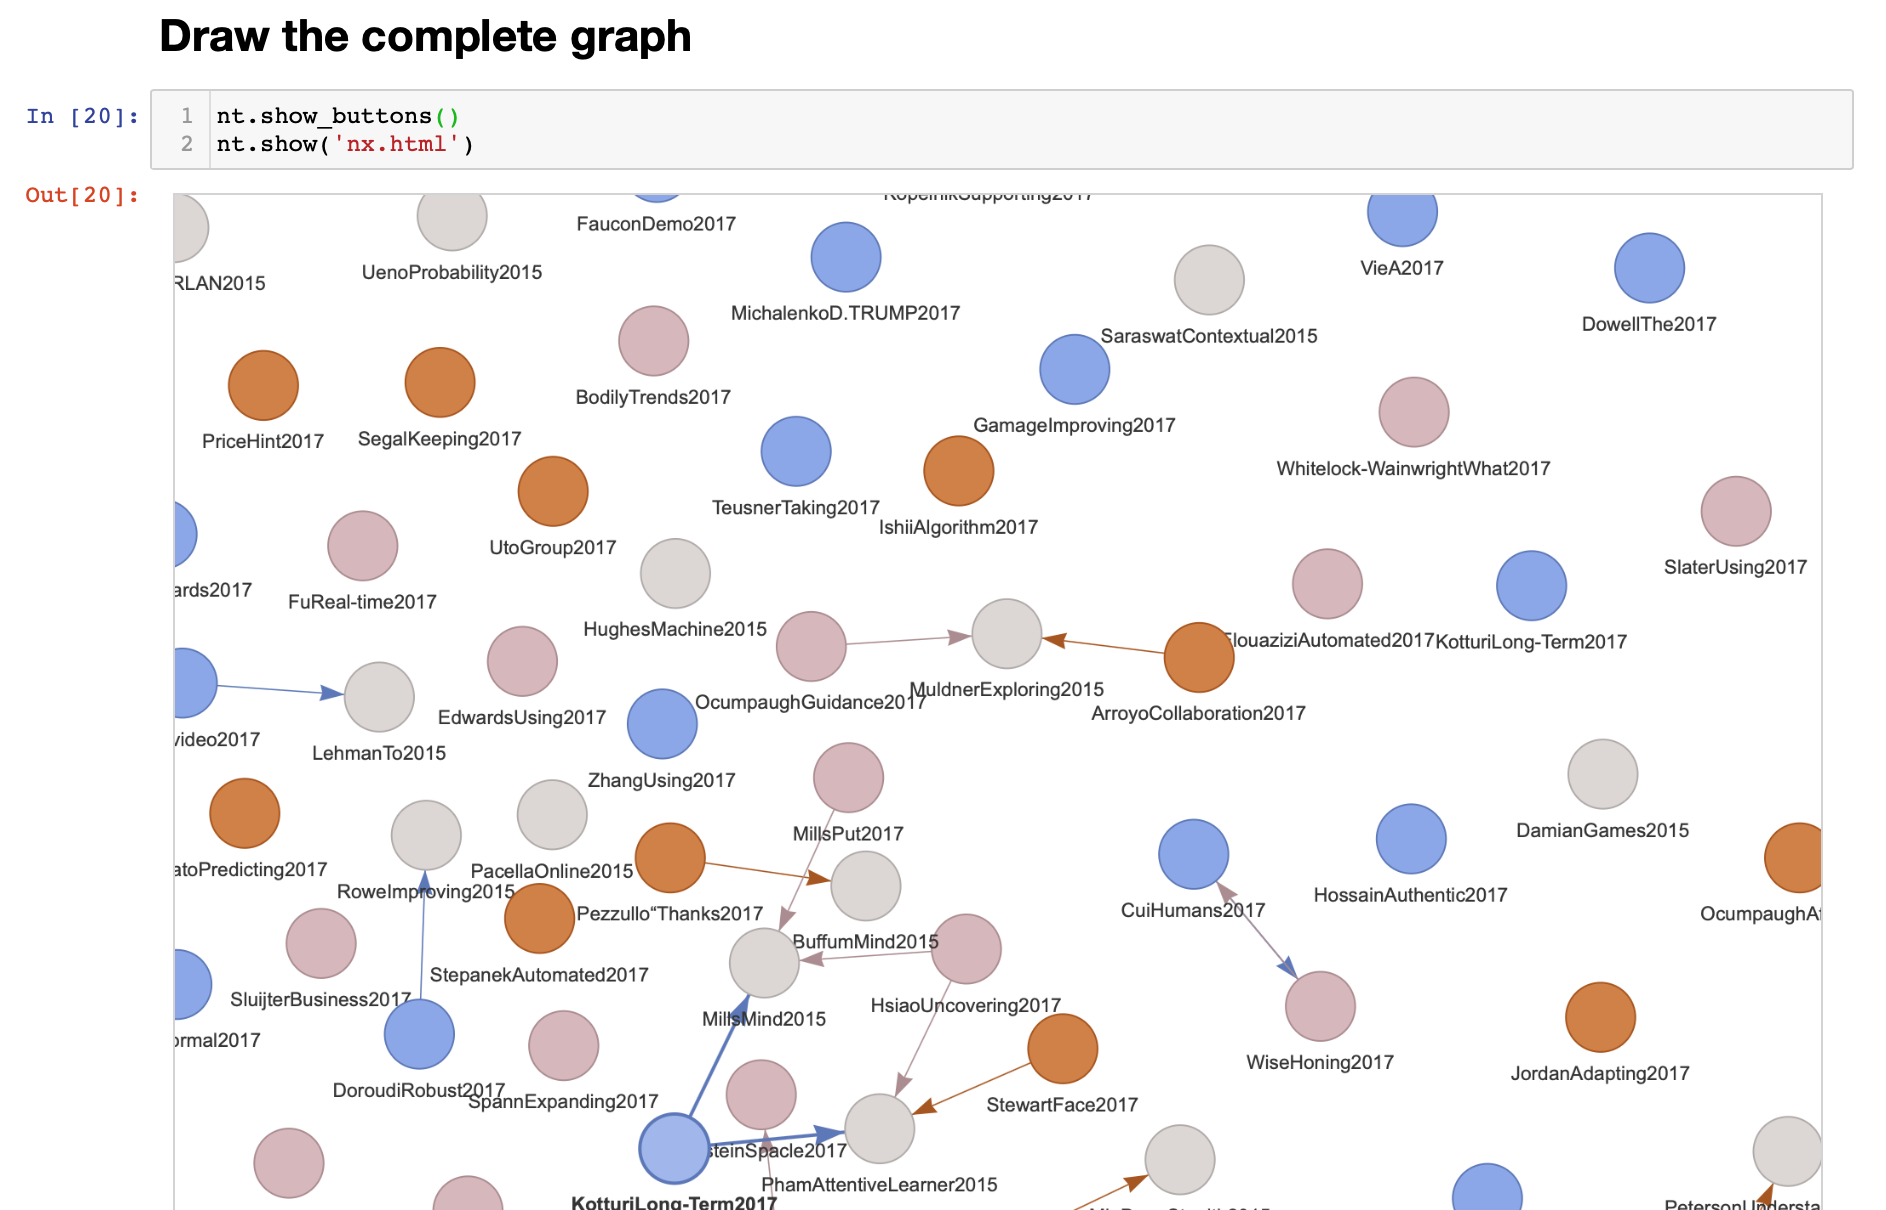 Draw the complete graph
In [20]:
1 nt.show_buttons()
2 nt.show('nx.html')
Out[20]:
KopeinikSupporting2017
FauconDemo2017
VieA2017
UenoProbability2015
RLAN2015
MichalenkoD.TRUMP2017
DowellThe2017
SaraswatContextual2015
BodilyTrends2017
GamageImproving2017
PriceHint2017
SegalKeeping2017
Whitelock-WainwrightWhat2017
TeusnerTaking2017
IshiiAlgorithm2017
UtoGroup2017
SlaterUsing2017
ards2017
FuReal-time2017
HughesMachine2015
ElouaziziAutomated2017
KotturiLong-Term2017
OcumpaughGuidance2017
MuldnerExploring2015
ArroyoCollaboration2017
EdwardsUsing2017
video2017
LehmanTo2015
ZhangUsing2017
MillsPut2017
DamianGames2015
atoPredicting2017
PacellaOnline2015
RoweImproving2015
HossainAuthentic2017
Pezzullo“Thanks2017
CuiHumans2017
OcumpaughAf
BuffumMind2015
StepanekAutomated2017
SluijterBusiness2017
HsiaoUncovering2017
MillsMind2015
ormal2017
WiseHoning2017
JordanAdapting2017
DoroudiRobust2017
SpannExpanding2017
StewartFace2017
steinSpacle2017
PhamAttentiveLearner2015
KotturiLong-Term2017
PetersonUndersta